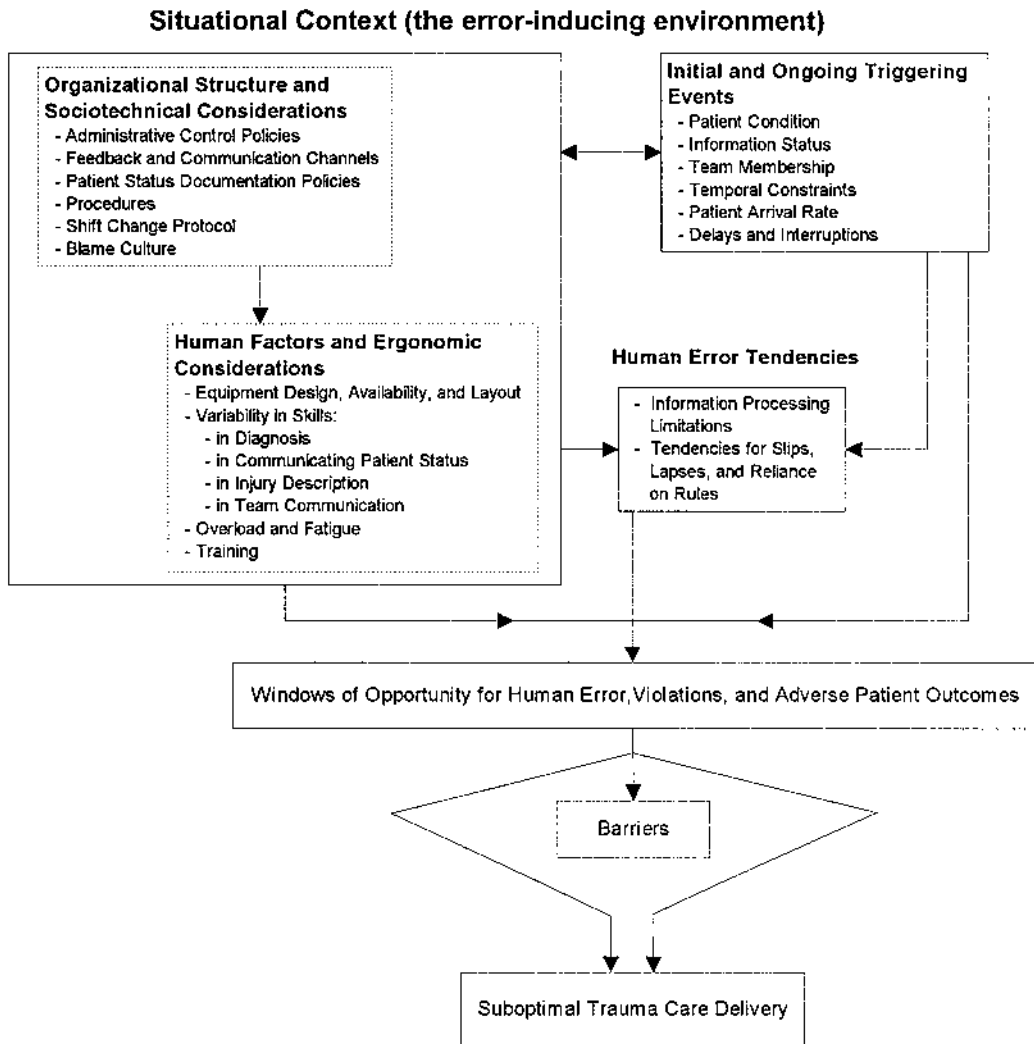 Situational Context (the error-inducing environment)
Organizational Structure and
Sociotechnical Considerations
- Administrative Control Policies
- Feedback and Communication Channels
- Patient Status Documentation Policies
- Procedures
- Shift Change Protocol
- Blame Culture
Initial and Ongoing Triggering
Events
- Patient Condition
- Information Status
- Team Membership
- Temporal Constraints
- Patient Arrival Rate
- Delays and Interruptions
Human Factors and Ergonomic
Considerations
- Equipment Design, Availability, and Layout
- Variability in Skills:
- in Diagnosis
- in Communicating Patient Status
- in Injury Description
- in Team Communication
- Overload and Fatigue
- Training
Human Error Tendencies
- Information Processing
Limitations
- Tendencies for Slips,
Lapses, and Reliance
on Rules
Windows of Opportunity for Human Error,Violations, and Adverse Patient Outcomes
Barriers
Suboptimal Trauma Care Delivery